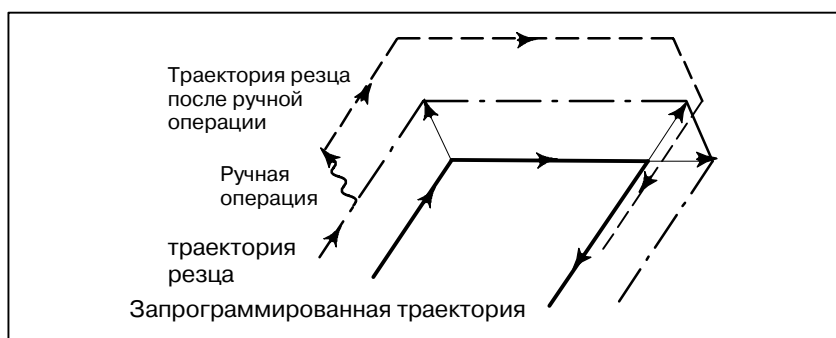 Траектория резца
после ручной
операции
Ручная
операция
траектория
резца
Запрограммированная траектория